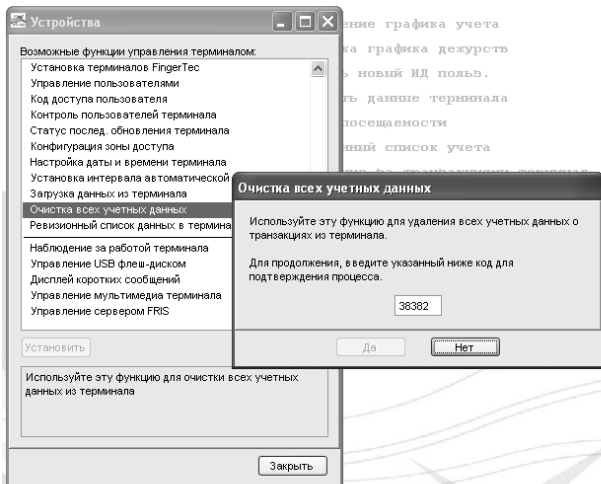 Устройства
Возможные функции управления терминалом:
Установка терминалов FingerTec
Управление пользователями
Код доступа пользователя
Контроль пользователей терминала
Статус послед. обновления терминала
Конфигурация зоны доступа
Настройка даты и времени терминала
Установка интервала автоматической
Загрузка данных из терминала
Очистка всех учетных данных
Ревизионный список данных в термина
Наблюдение за работой терминала
Управление USB флеш-диском
Дисплей коротких сообщений
Управление мультимедиа терминала
Управление сервером FRIS
Установить
Используйте эту функцию для очистки всех учетных
данных из терминала
Закрыть
ение графика учета
ка графика дежурств
ь новый ИД польз.
ть данные терминала
посещаемости
нный список учета
Очистка всех учетных данных
Используйте эту функцию для удаления всех учетных данных о
транзакциях из терминала.
Для продолжения, введите указанный ниже код для
подтверждения процесса.
38382
Да
Нет